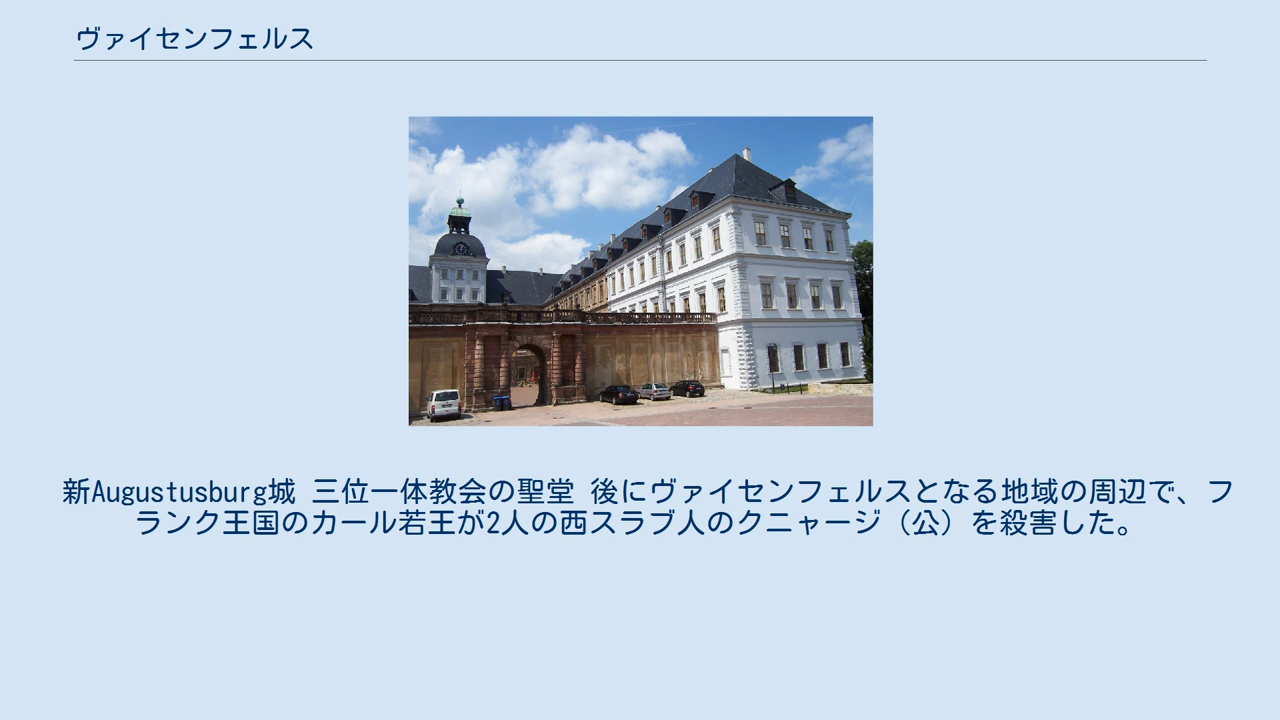 ヴァイセンフェルス
新Augustusburg城 三位一体教会の聖堂 後にヴァイセンフェルスとなる地域の周辺で、フ
ランク王国のカール若王が2人の西スラブ人のクニャージ（公）を殺害した。